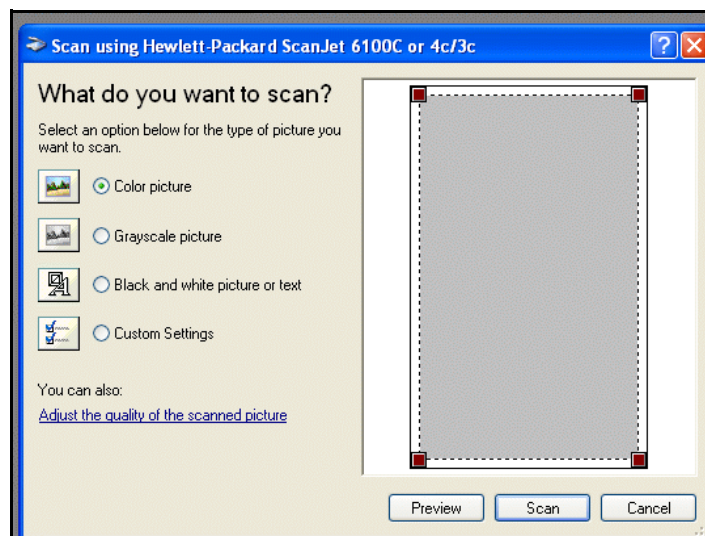 Scan using Hewlett-Packard ScanJet 6100C or 4c/3c
What do you want to scan?
Select an option below for the type of picture you
want to scan.
Color picture
Grayscale picture
Black and white picture or text
Custom Settings
You can also:
Adjust the quality of the scanned picture
Preview
Scan
Cancel